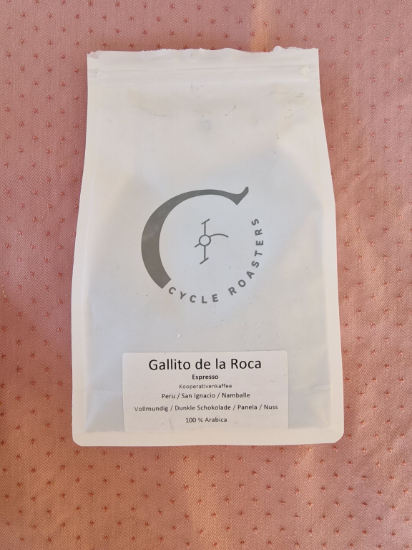 CYCLE ROASTERS
Gallito de la Roca
Espresso
Kooperativenkaffee
Peru / San Ignacio / Namballe
Vollmundig / Dunkle Schokolade / Panela / Nuss
100 % Arabica